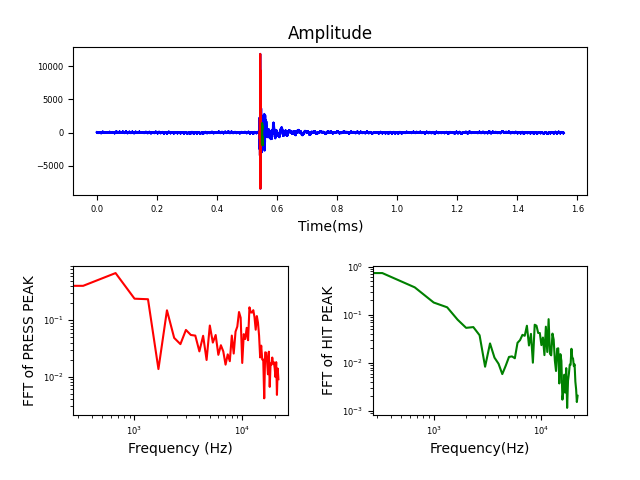 Amplitude
10000
5000
0
−5000
0.0 0.2 0.4 0.6 0.8 1.0 1.2 1.4 1.6
Time(ms)
FFT of PRESS PEAK
10⁻¹
10⁻²
10³ 10⁴
Frequency (Hz)
FFT of HIT PEAK
10⁰
10⁻¹
10⁻²
10⁻³
10³ 10⁴
Frequency(Hz)